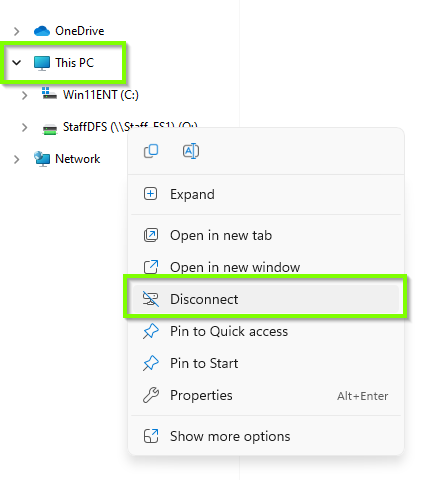 OneDrive
This PC
Win11ENT (C:)
StaffDFS (\\Staff_FS1) (O:)
Network
Expand
Open in new tab
Open in new window
Disconnect
Pin to Quick access
Pin to Start
Properties Alt+Enter
Show more options